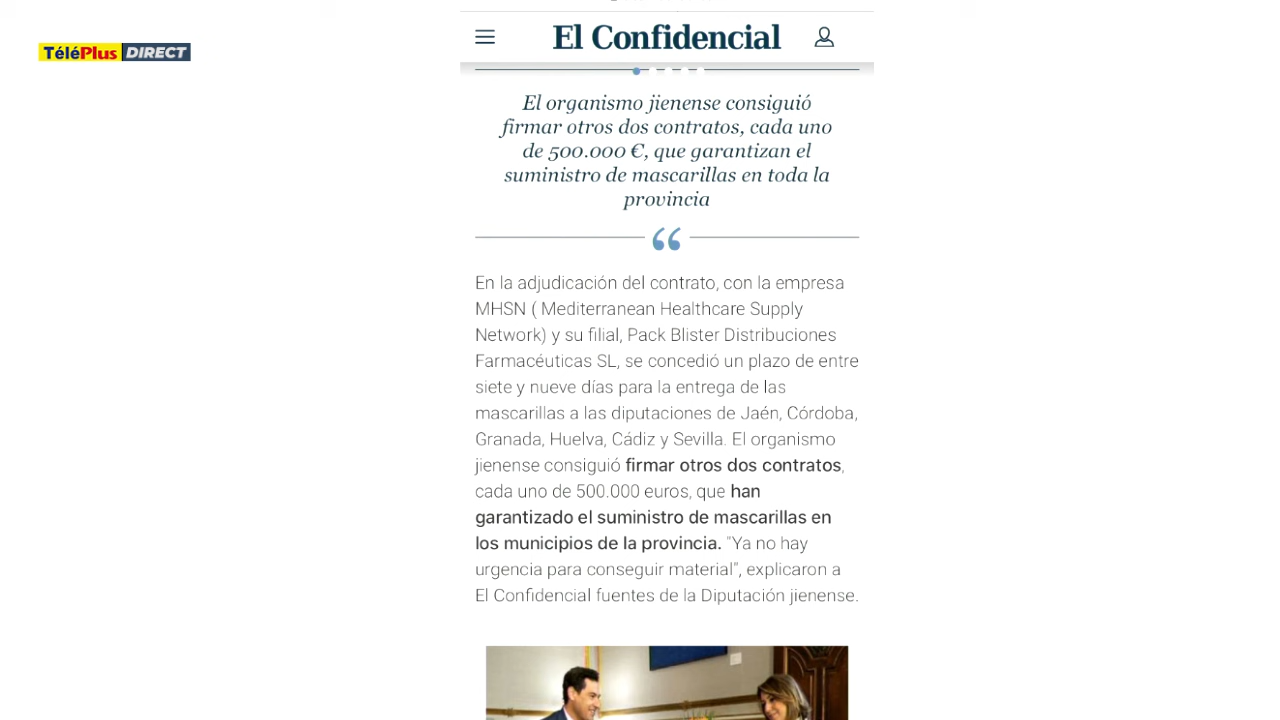 TéléPlus DIRECT
El Confidencial
El organismo jienense consiguió
firmar otros dos contratos, cada uno
de 500.000 €, que garantizan el
suministro de mascarillas en toda la
provincia
“
En la adjudicación del contrato, con la empresa
MHSN ( Mediterranean Healthcare Supply
Network) y su filial, Pack Blister Distribuciones
Farmacéuticas SL, se concedió un plazo de entre
siete y nueve días para la entrega de las
mascarillas a las diputaciones de Jaén, Córdoba,
Granada, Huelva, Cádiz y Sevilla. El organismo
jienense consiguió firmar otros dos contratos,
cada uno de 500.000 euros, que han
garantizado el suministro de mascarillas en
los municipios de la provincia. "Ya no hay
urgencia para conseguir material", explicaron a
El Confidencial fuentes de la Diputación jienense.